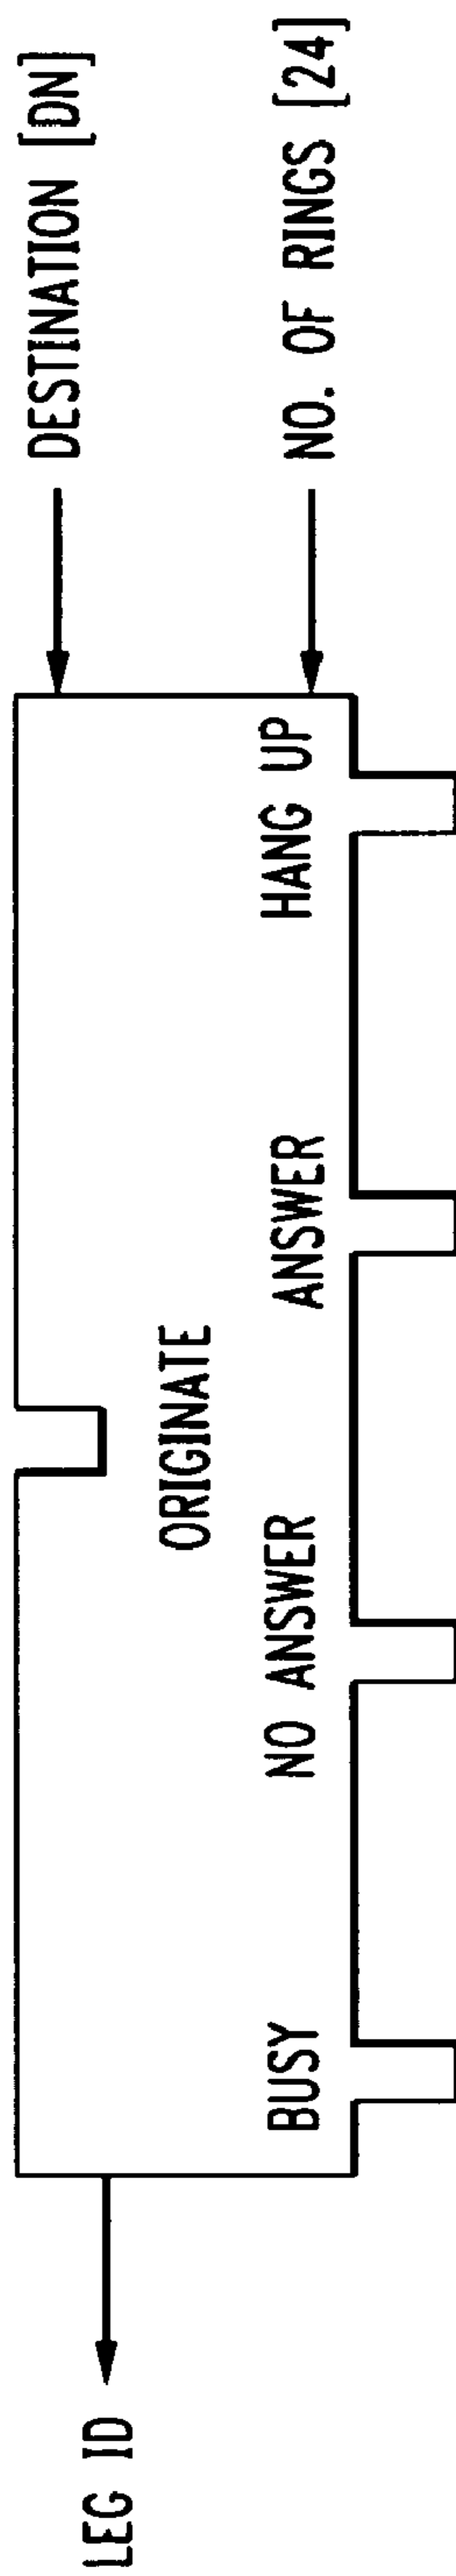 DESTINATION [DN]
LEG ID
ORIGINATE
BUSY
NO ANSWER
ANSWER
HANG UP
NO. OF RINGS [24]